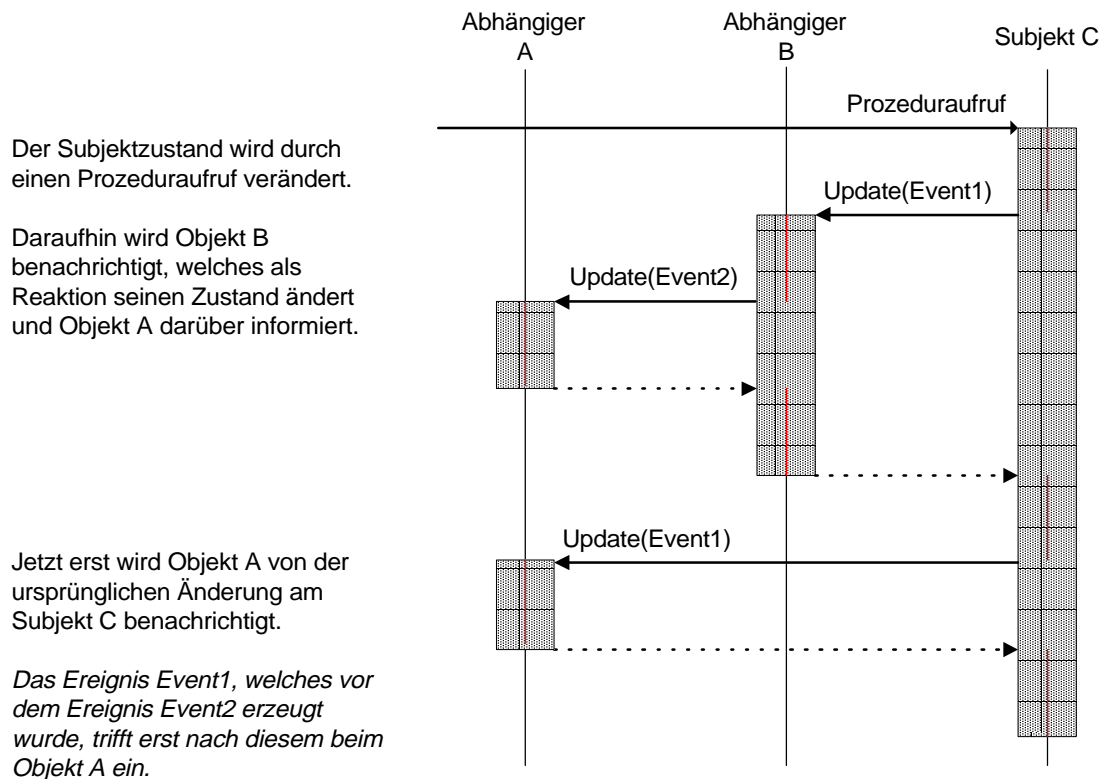 Abhängiger
A
Abhängiger
B
Subjekt C
Prozeduraufruf
Der Subjektzustand wird durch
einen Prozeduraufruf verändert.
Update(Event1)
Daraufhin wird Objekt B
benachrichtigt, welches als
Reaktion seinen Zustand ändert
und Objekt A darüber informiert.
Update(Event2)
Update(Event1)
Jetzt erst wird Objekt A von der
ursprünglichen Änderung am
Subjekt C benachrichtigt.
Das Ereignis Event1, welches vor
dem Ereignis Event2 erzeugt
wurde, trifft erst nach diesem beim
Objekt A ein.